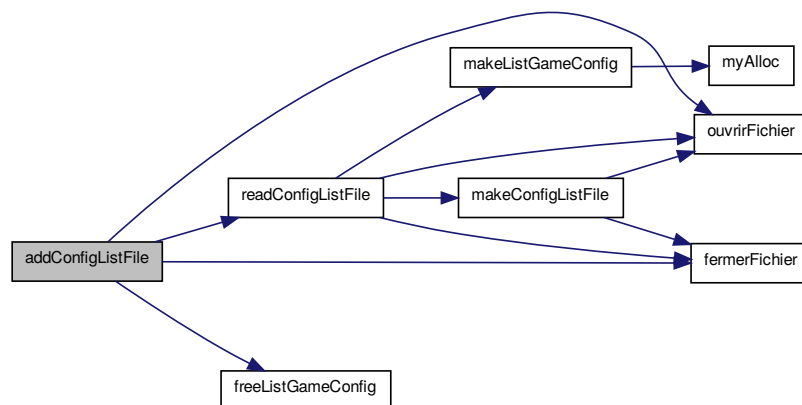 makeListGameConfig
myAlloc
ouvrirFichier
readConfigListFile
makeConfigListFile
addConfigListFile
fermerFichier
freeListGameConfig